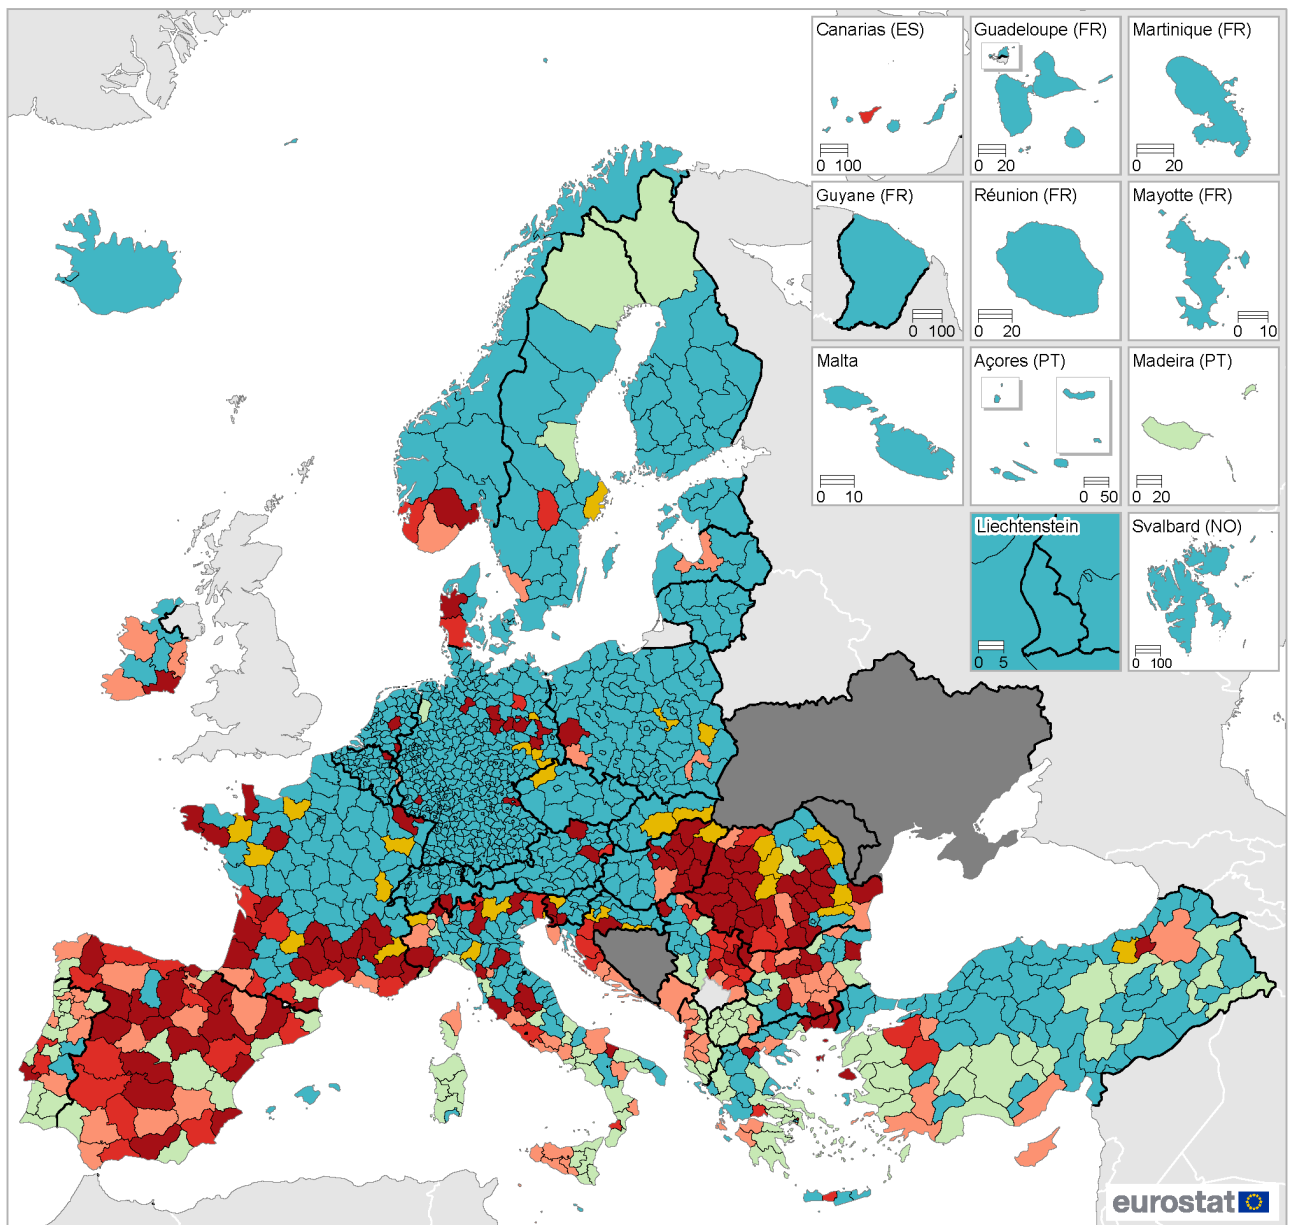 Canarias (ES)
0 100
Guadeloupe (FR)
0 20
Martinique (FR)
0 20
Guyane (FR)
0 100
Réunion (FR)
0 20
Mayotte (FR)
0 10
Malta
0 10
Açores (PT)
0 50
Madeira (PT)
0 20
Liechtenstein
0 5
Svalbard (NO)
0 100
eurostat